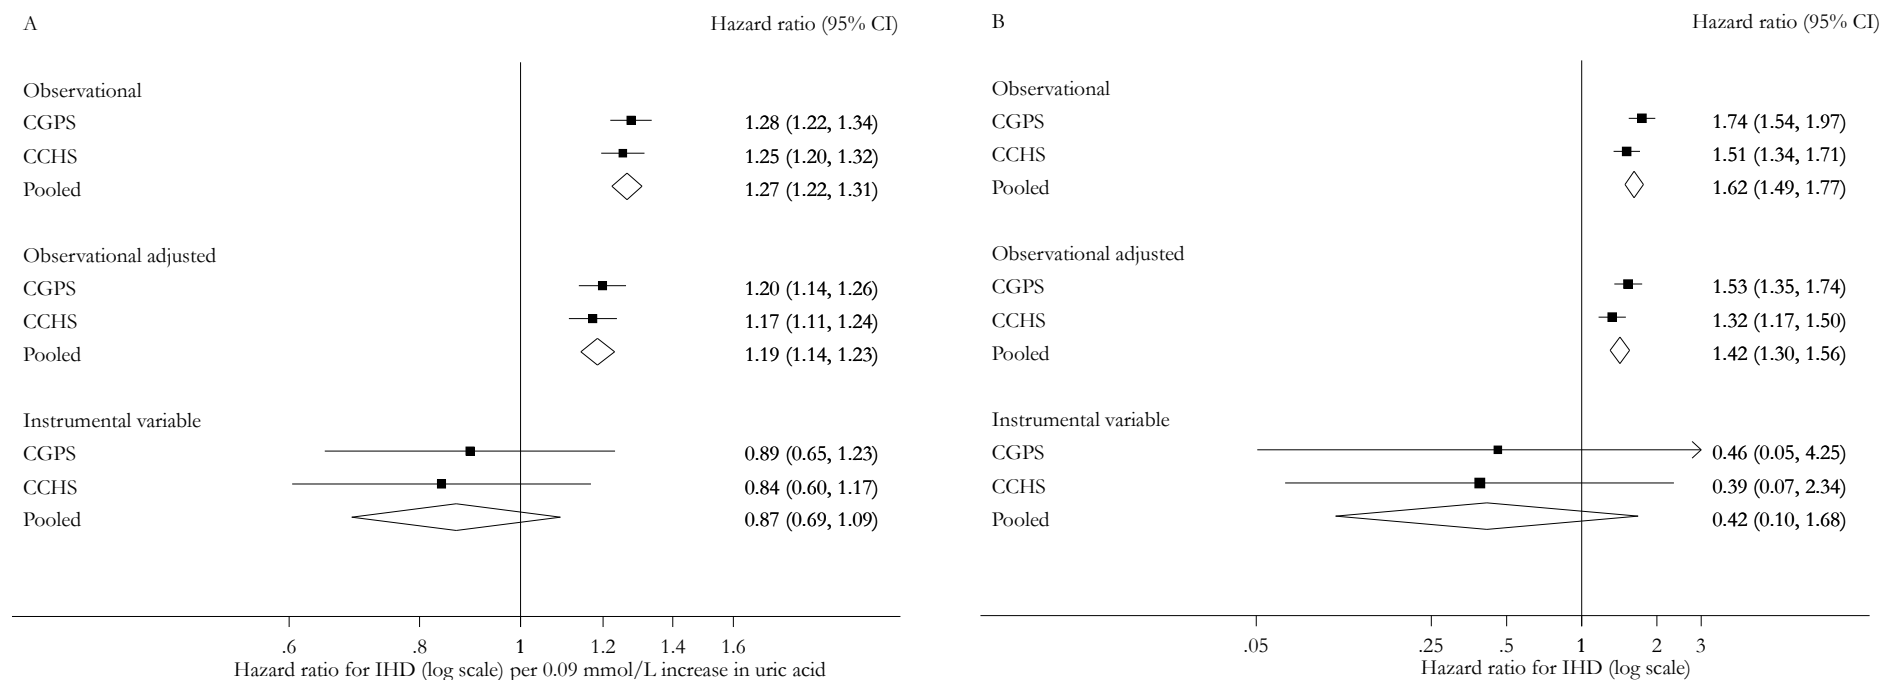 A
Hazard ratio (95% CI)
Observational
CGPS 1.28 (1.22, 1.34)
CCHS 1.25 (1.20, 1.32)
Pooled 1.27 (1.22, 1.31)
Observational adjusted
CGPS 1.20 (1.14, 1.26)
CCHS 1.17 (1.11, 1.24)
Pooled 1.19 (1.14, 1.23)
Instrumental variable
CGPS 0.89 (0.65, 1.23)
CCHS 0.84 (0.60, 1.17)
Pooled 0.87 (0.69, 1.09)
.6 .8 1 1.2 1.4 1.6
Hazard ratio for IHD (log scale) per 0.09 mmol/L increase in uric acid
B
Hazard ratio (95% CI)
Observational
CGPS 1.74 (1.54, 1.97)
CCHS 1.51 (1.34, 1.71)
Pooled 1.62 (1.49, 1.77)
Observational adjusted
CGPS 1.53 (1.35, 1.74)
CCHS 1.32 (1.17, 1.50)
Pooled 1.42 (1.30, 1.56)
Instrumental variable
CGPS 0.46 (0.05, 4.25)
CCHS 0.39 (0.07, 2.34)
Pooled 0.42 (0.10, 1.68)
.05 .25 .5 1 2 3
Hazard ratio for IHD (log scale)